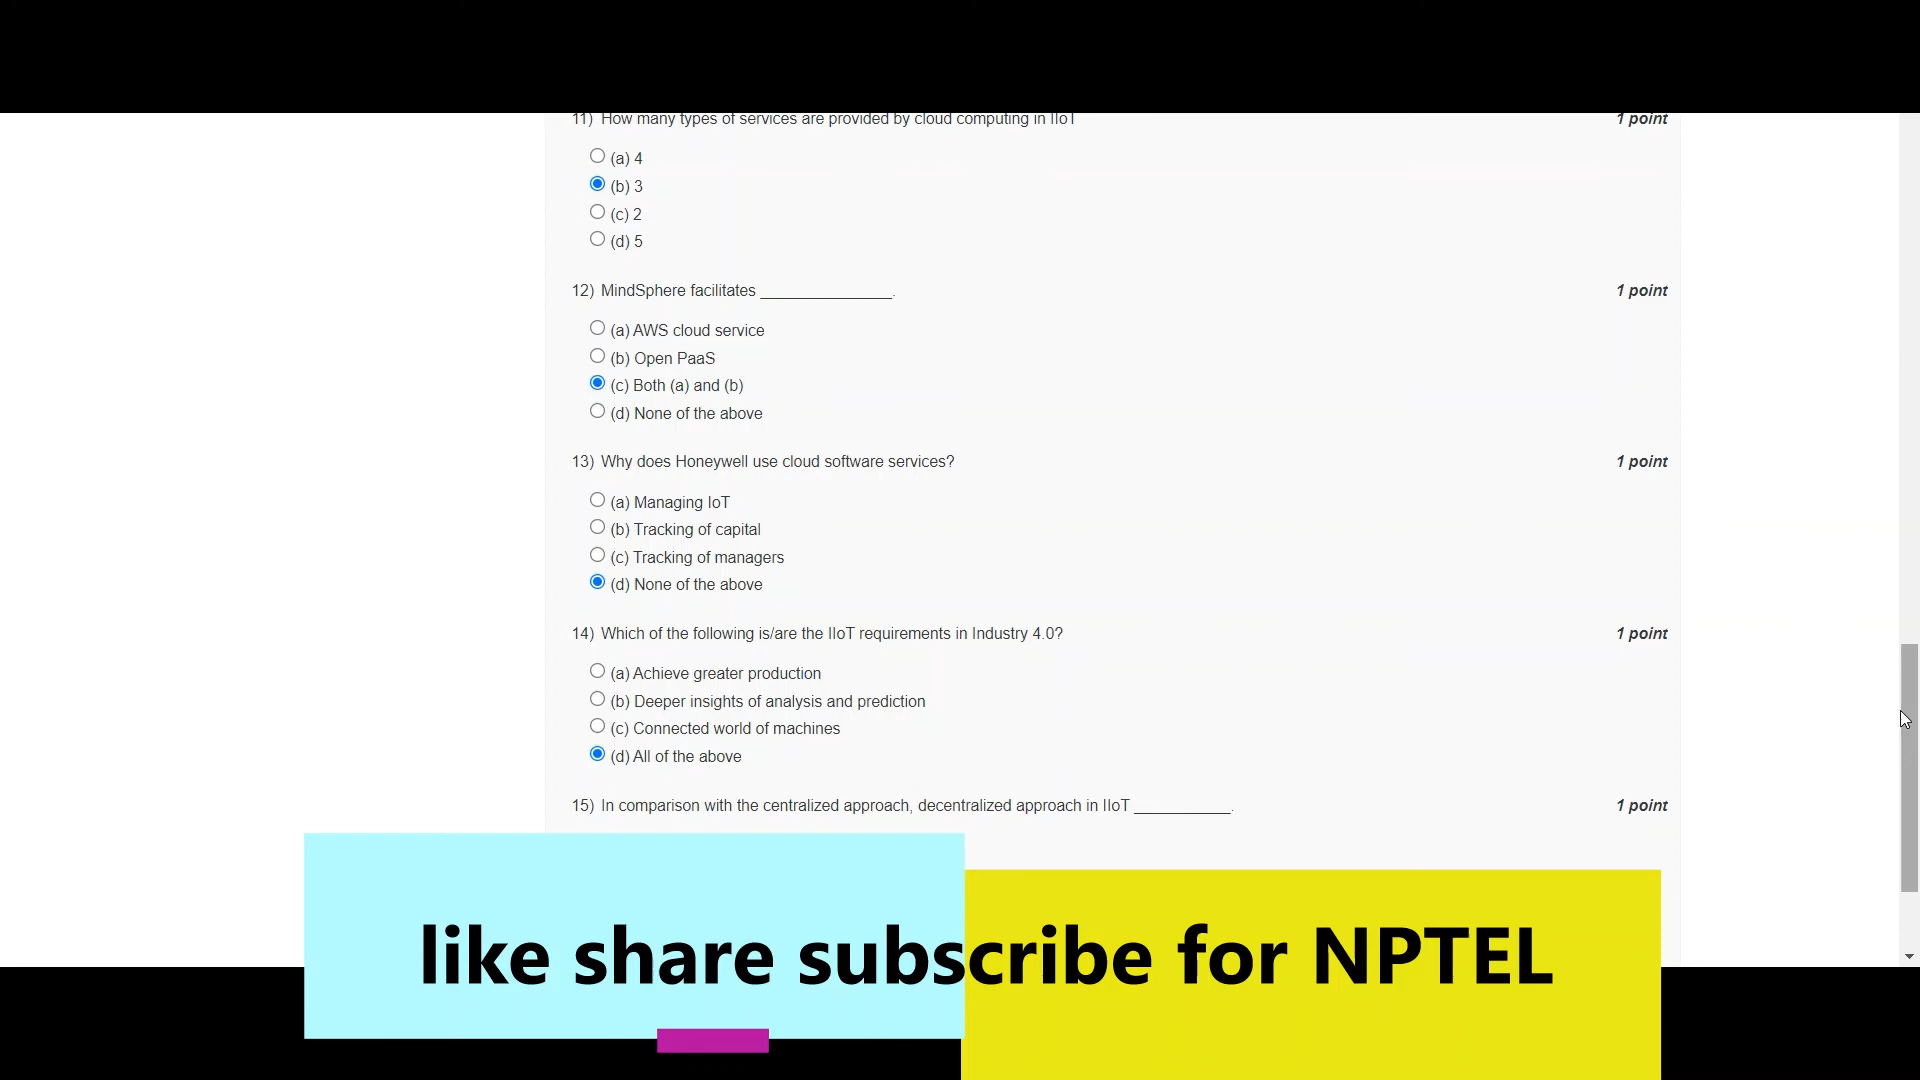 11) How many types of services are provided by cloud computing in IIoT 1 point
(a) 4
(b) 3
(c) 2
(d) 5
12) MindSphere facilitates _______________. 1 point
(a) AWS cloud service
(b) Open PaaS
(c) Both (a) and (b)
(d) None of the above
13) Why does Honeywell use cloud software services? 1 point
(a) Managing IoT
(b) Tracking of capital
(c) Tracking of managers
(d) None of the above
14) Which of the following is/are the IIoT requirements in Industry 4.0? 1 point
(a) Achieve greater production
(b) Deeper insights of analysis and prediction
(c) Connected world of machines
(d) All of the above
15) In comparison with the centralized approach, decentralized approach in IIoT ___________. 1 point
like share subscribe for NPTEL